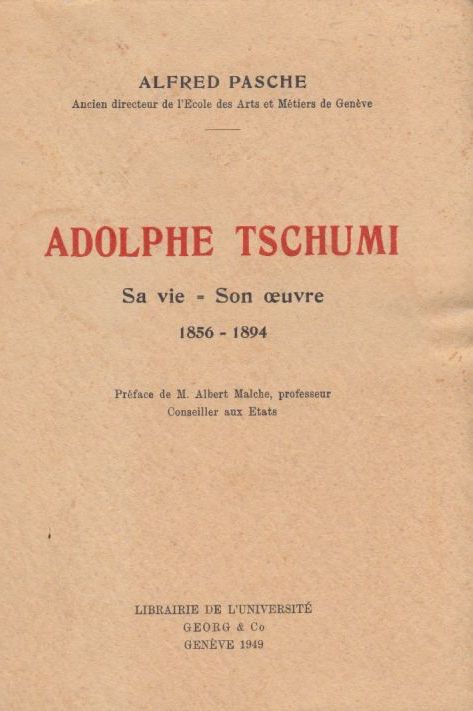 ALFRED PASCHE
Ancien directeur de l'Ecole des Arts et Métiers de Genève
ADOLPHE TSCHUMI
Sa vie = Son œuvre
1856 - 1894
Préface de M. Albert Malche, professeur
Conseiller aux Etats
LIBRAIRIE DE L'UNIVERSITÉ
GEORG & Co
GENÈVE 1949